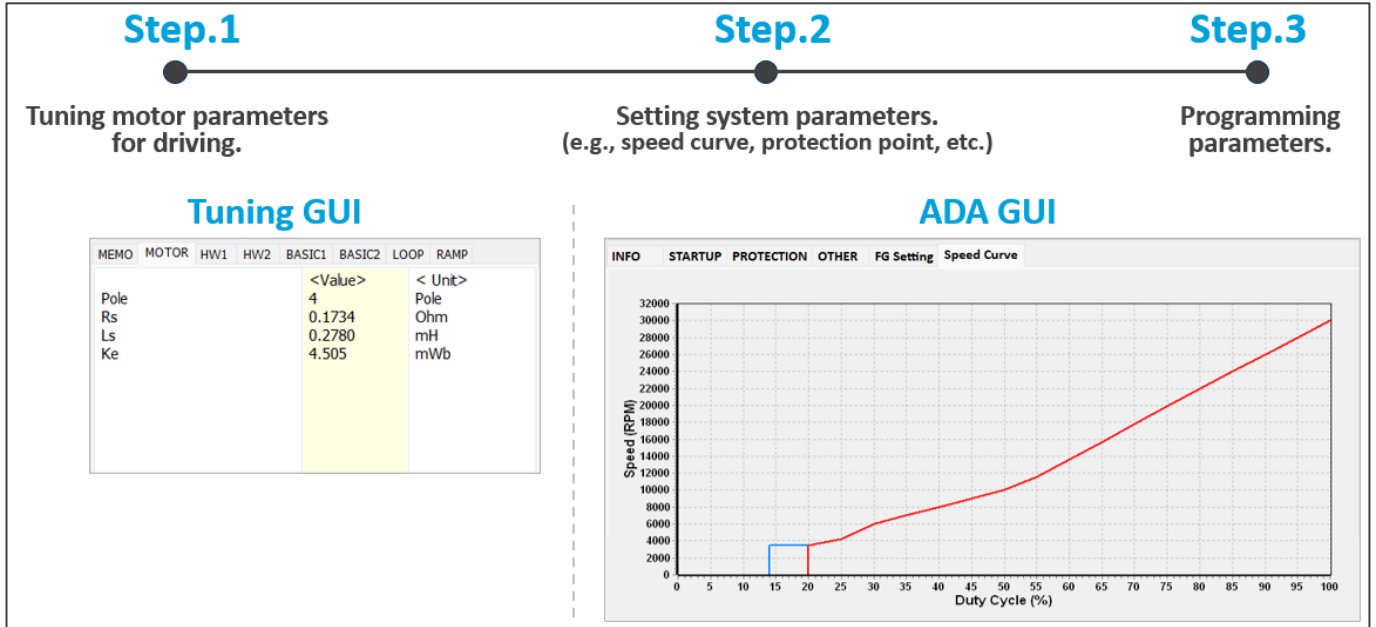 Step.1
Step.2
Step.3
Tuning motor parameters
for driving.
Setting system parameters.
(e.g., speed curve, protection point, etc.)
Programming
parameters.
Tuning GUI
ADA GUI
MEMO MOTOR HW1 HW2 BASIC1 BASIC2 LOOP RAMP
<Value> < Unit>
Pole 4 Pole
Rs 0.1734 Ohm
Ls 0.2780 mH
Ke 4.505 mWb
INFO STARTUP PROTECTION OTHER FG Setting Speed Curve
Speed (RPM)
32000
30000
28000
26000
24000
22000
20000
18000
16000
14000
12000
10000
8000
6000
4000
2000
0
0 5 10 15 20 25 30 35 40 45 50 55 60 65 70 75 80 85 90 95 100
Duty Cycle (%)